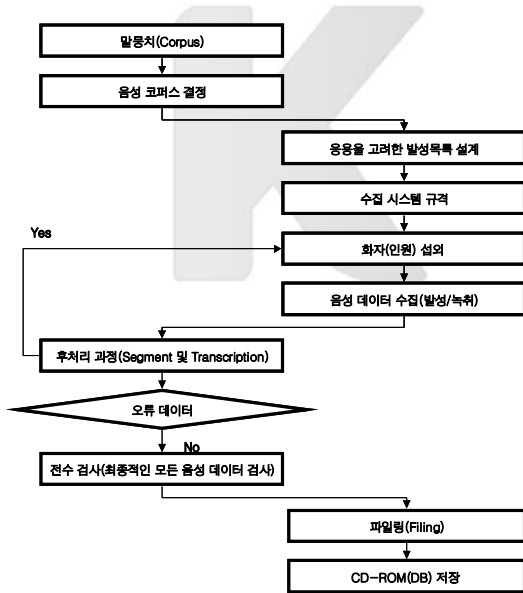 말뭉치(Corpus)
음성 코퍼스 결정
응용을 고려한 발성목록 설계
수집 시스템 규격
Yes
화자(인원) 섭외
음성 데이터 수집(발성/녹취)
후처리 과정(Segment 및 Transcription)
오류 데이터
No
전수 검사(최종적인 모든 음성 데이터 검사)
파일링(Filing)
CD-ROM(DB) 저장